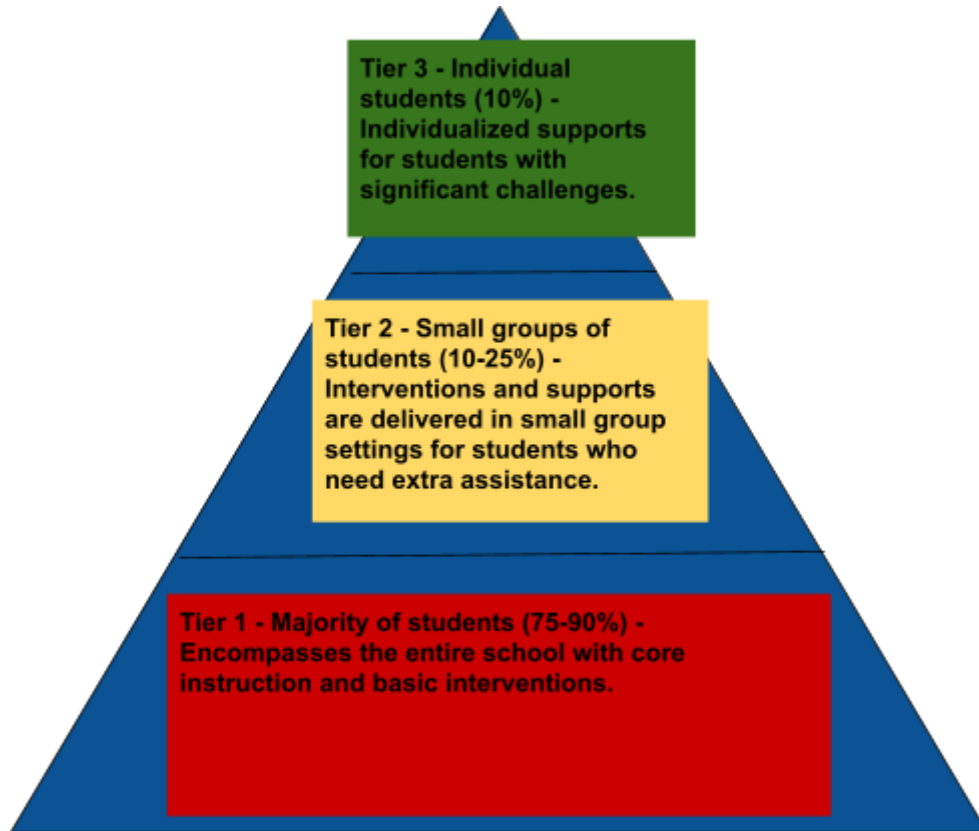 Tier 3 - Individual
students (10%) -
Individualized supports
for students with
significant challenges.
Tier 2 - Small groups of
students (10-25%) -
Interventions and supports
are delivered in small group
settings for students who
need extra assistance.
Tier 1 - Majority of students (75-90%) -
Encompasses the entire school with core
instruction and basic interventions.